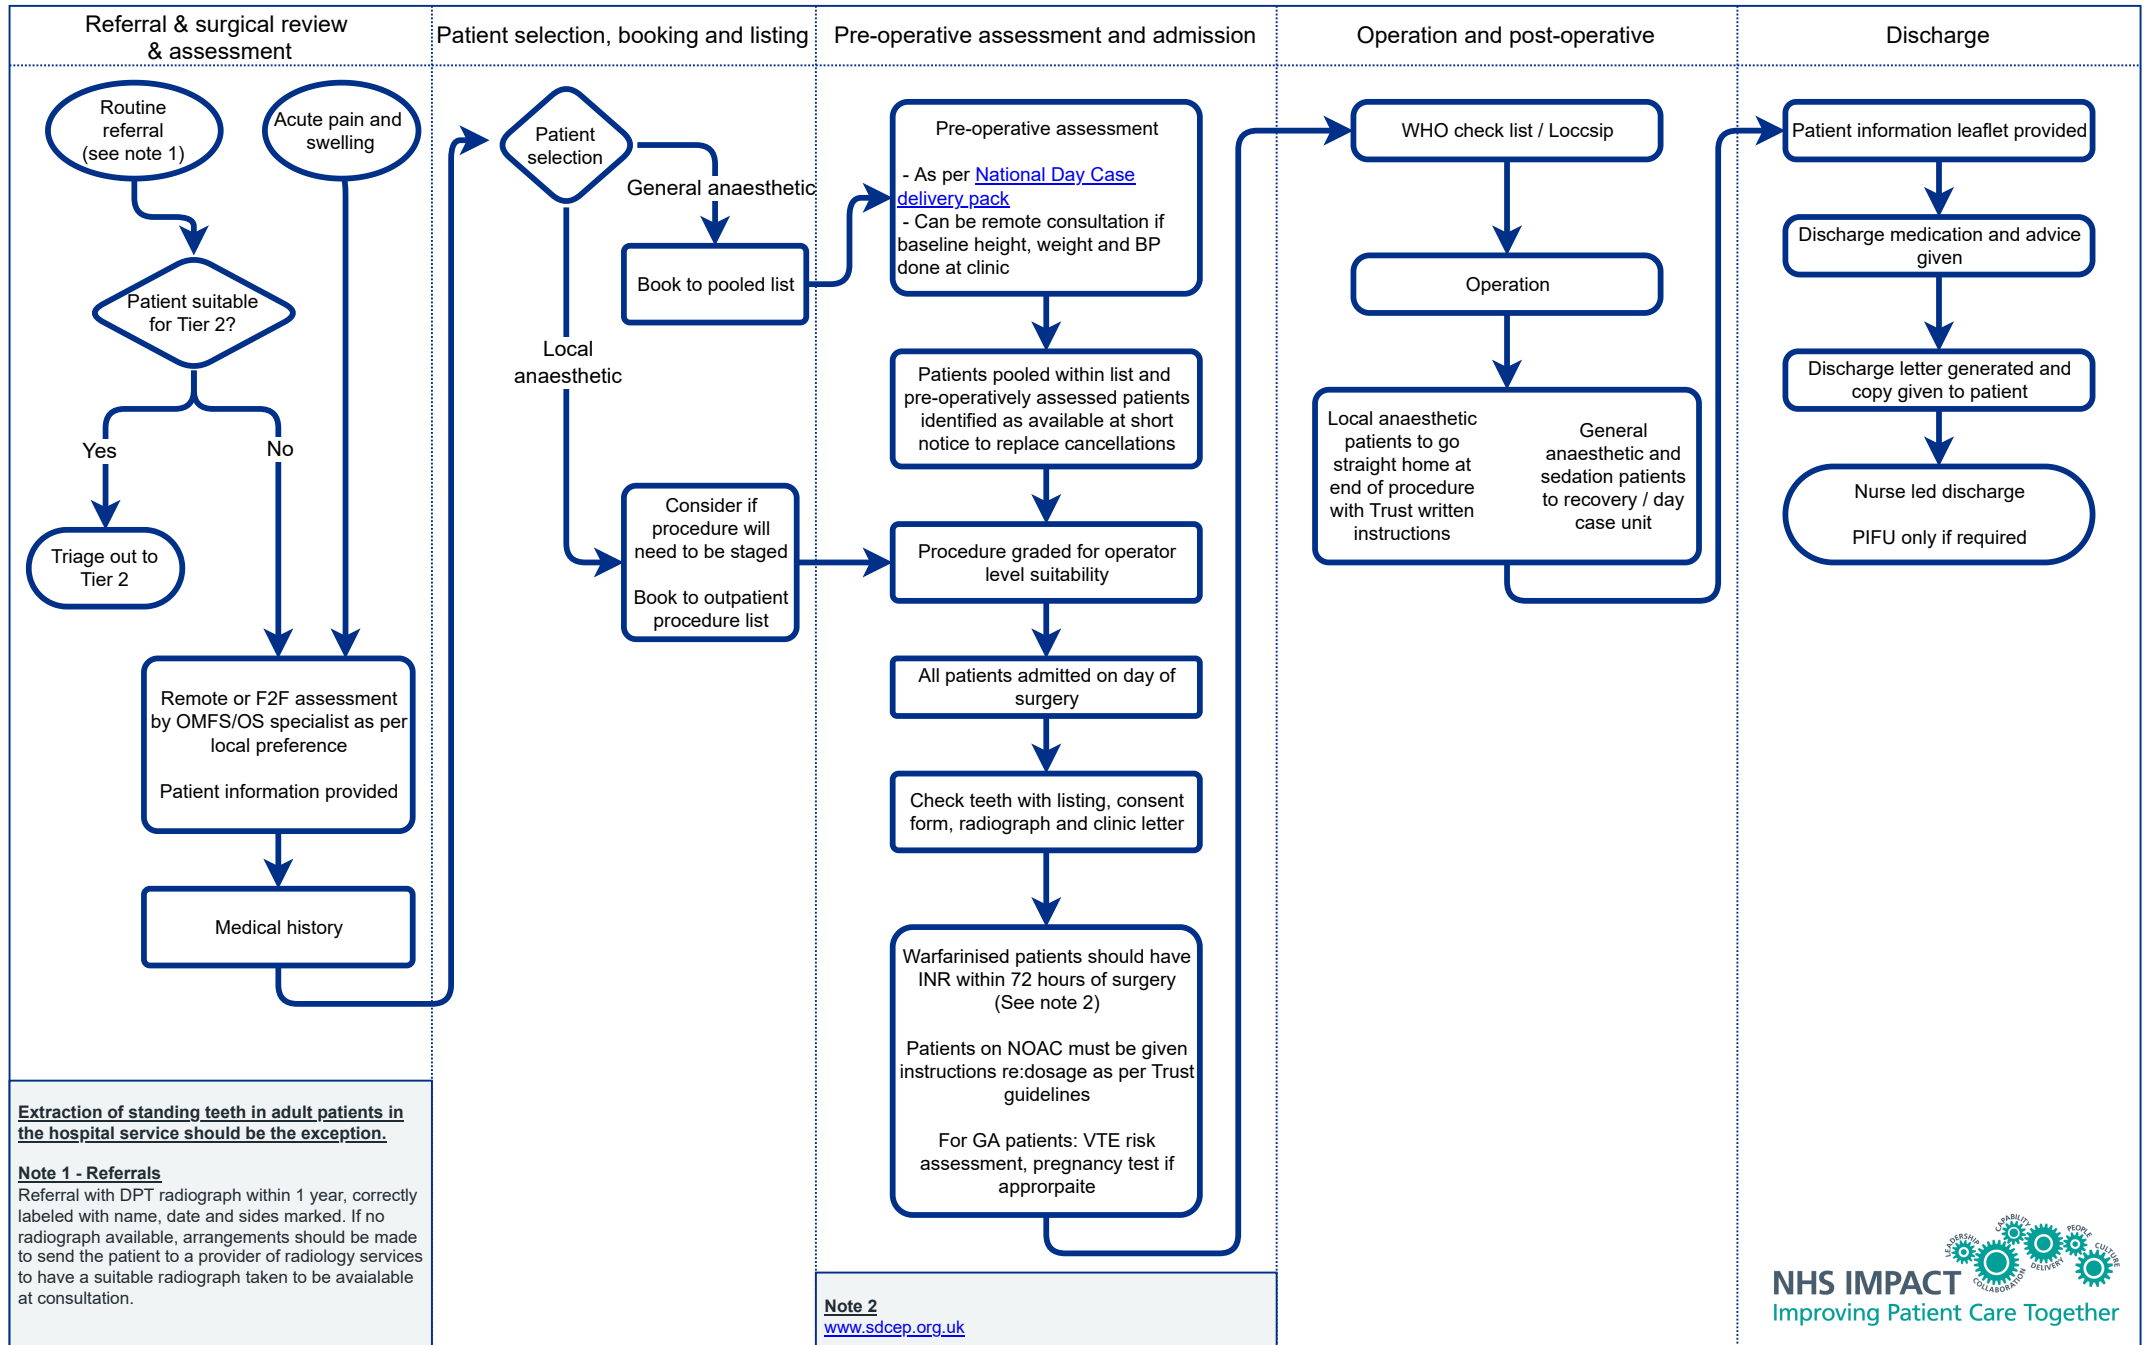 Referral & surgical review
& assessment
Patient selection, booking and listing
Pre-operative assessment and admission
Operation and post-operative
Discharge
Routine
referral
(see note 1)
Acute pain and
swelling
Patient suitable
for Tier 2?
Yes
No
Triage out to
Tier 2
Remote or F2F assessment
by OMFS/OS specialist as per
local preference
Patient information provided
Medical history
Extraction of standing teeth in adult patients in
the hospital service should be the exception.
Note 1 - Referrals
Referral with DPT radiograph within 1 year, correctly
labeled with name, date and sides marked. If no
radiograph available, arrangements should be made
to send the patient to a provider of radiology services
to have a suitable radiograph taken to be avaialable
at consultation.
Patient
selection
General anaesthetic
Book to pooled list
Local
anaesthetic
Consider if
procedure will
need to be staged
Book to outpatient
procedure list
Pre-operative assessment
- As per National Day Case
delivery pack
- Can be remote consultation if
baseline height, weight and BP
done at clinic
Patients pooled within list and
pre-operatively assessed patients
identified as available at short
notice to replace cancellations
Procedure graded for operator
level suitability
All patients admitted on day of
surgery
Check teeth with listing, consent
form, radiograph and clinic letter
Warfarinised patients should have
INR within 72 hours of surgery
(See note 2)
Patients on NOAC must be given
instructions re:dosage as per Trust
guidelines
For GA patients: VTE risk
assessment, pregnancy test if
approrpaite
Note 2
www.sdcep.org.uk
WHO check list / Loccsip
Operation
Local anaesthetic
patients to go
straight home at
end of procedure
with Trust written
instructions
General
anaesthetic and
sedation patients
to recovery / day
case unit
Patient information leaflet provided
Discharge medication and advice
given
Discharge letter generated and
copy given to patient
Nurse led discharge
PIFU only if required
LEADERSHIP
CAPABILITY
COLLABORATION
DELIVERY
PEOPLE
CULTURE
NHS IMPACT
Improving Patient Care Together